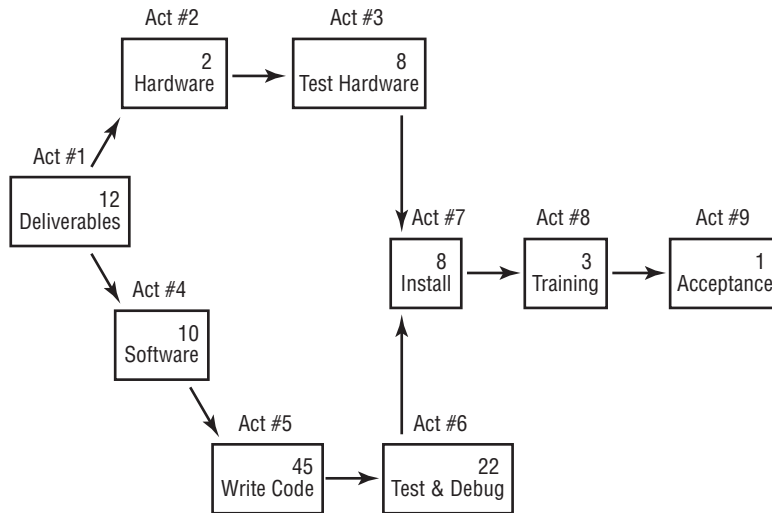 Act #2
2
Hardware
Act #3
8
Test Hardware
Act #1
12
Deliverables
Act #7
8
Install
Act #8
3
Training
Act #9
1
Acceptance
Act #4
10
Software
Act #5
45
Write Code
Act #6
22
Test & Debug